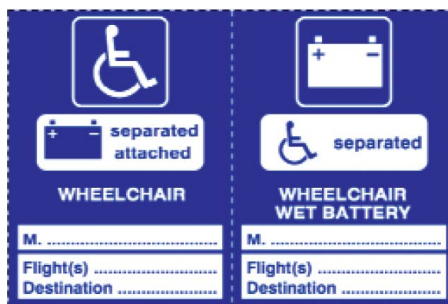 + −
separated
attached
WHEELCHAIR
M. ....................................
Flight(s) ..........................
Destination .....................
+ −
separated
WHEELCHAIR
WET BATTERY
M. ....................................
Flight(s) ..........................
Destination .....................